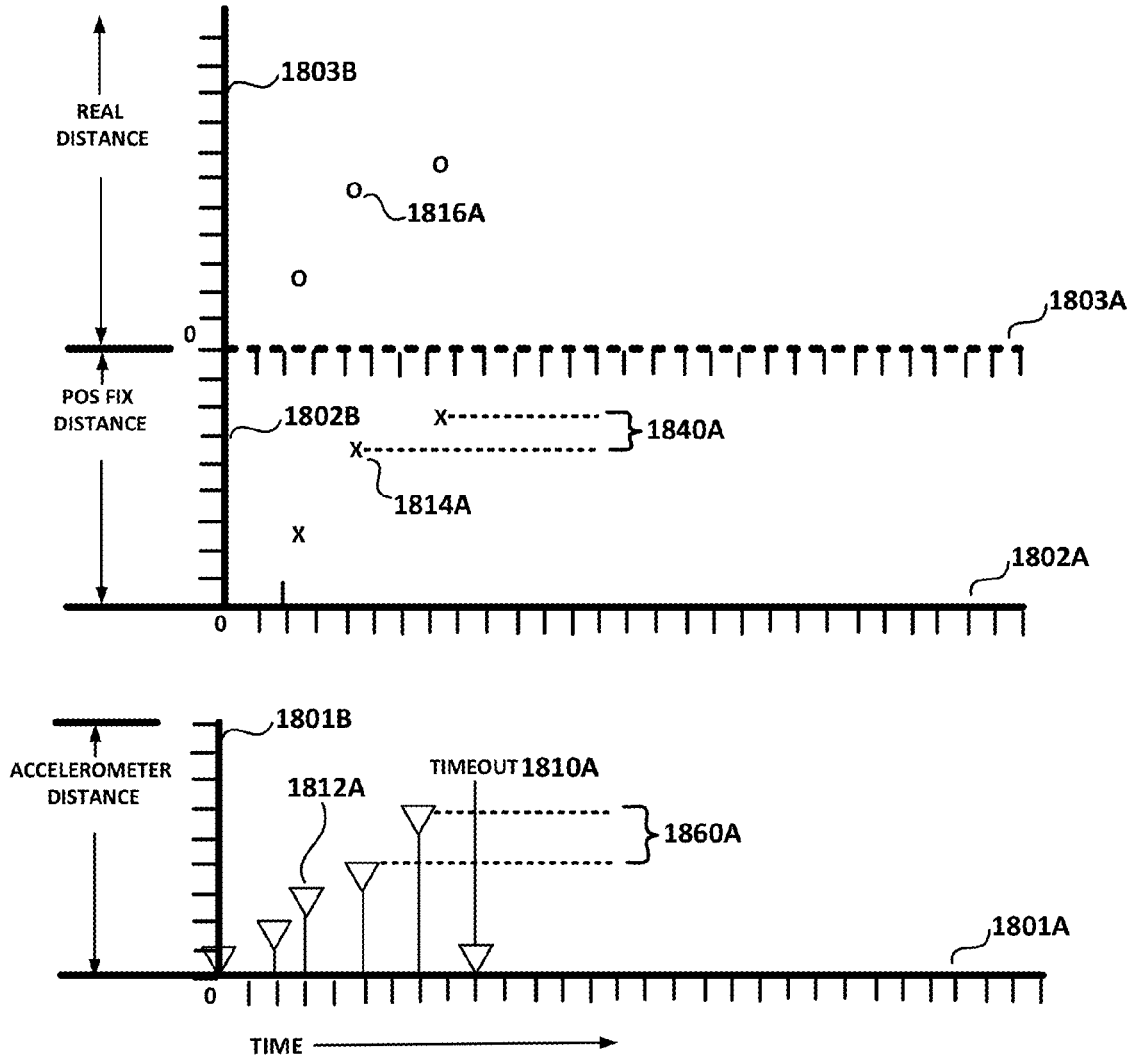 1803B
REAL
DISTANCE
O
O
1816A
O
1803A
0
POS FIX
DISTANCE
1802B
X
1840A
X
1814A
X
1802A
0
1801B
ACCELEROMETER
DISTANCE
TIMEOUT 1810A
1812A
1860A
1801A
0
TIME